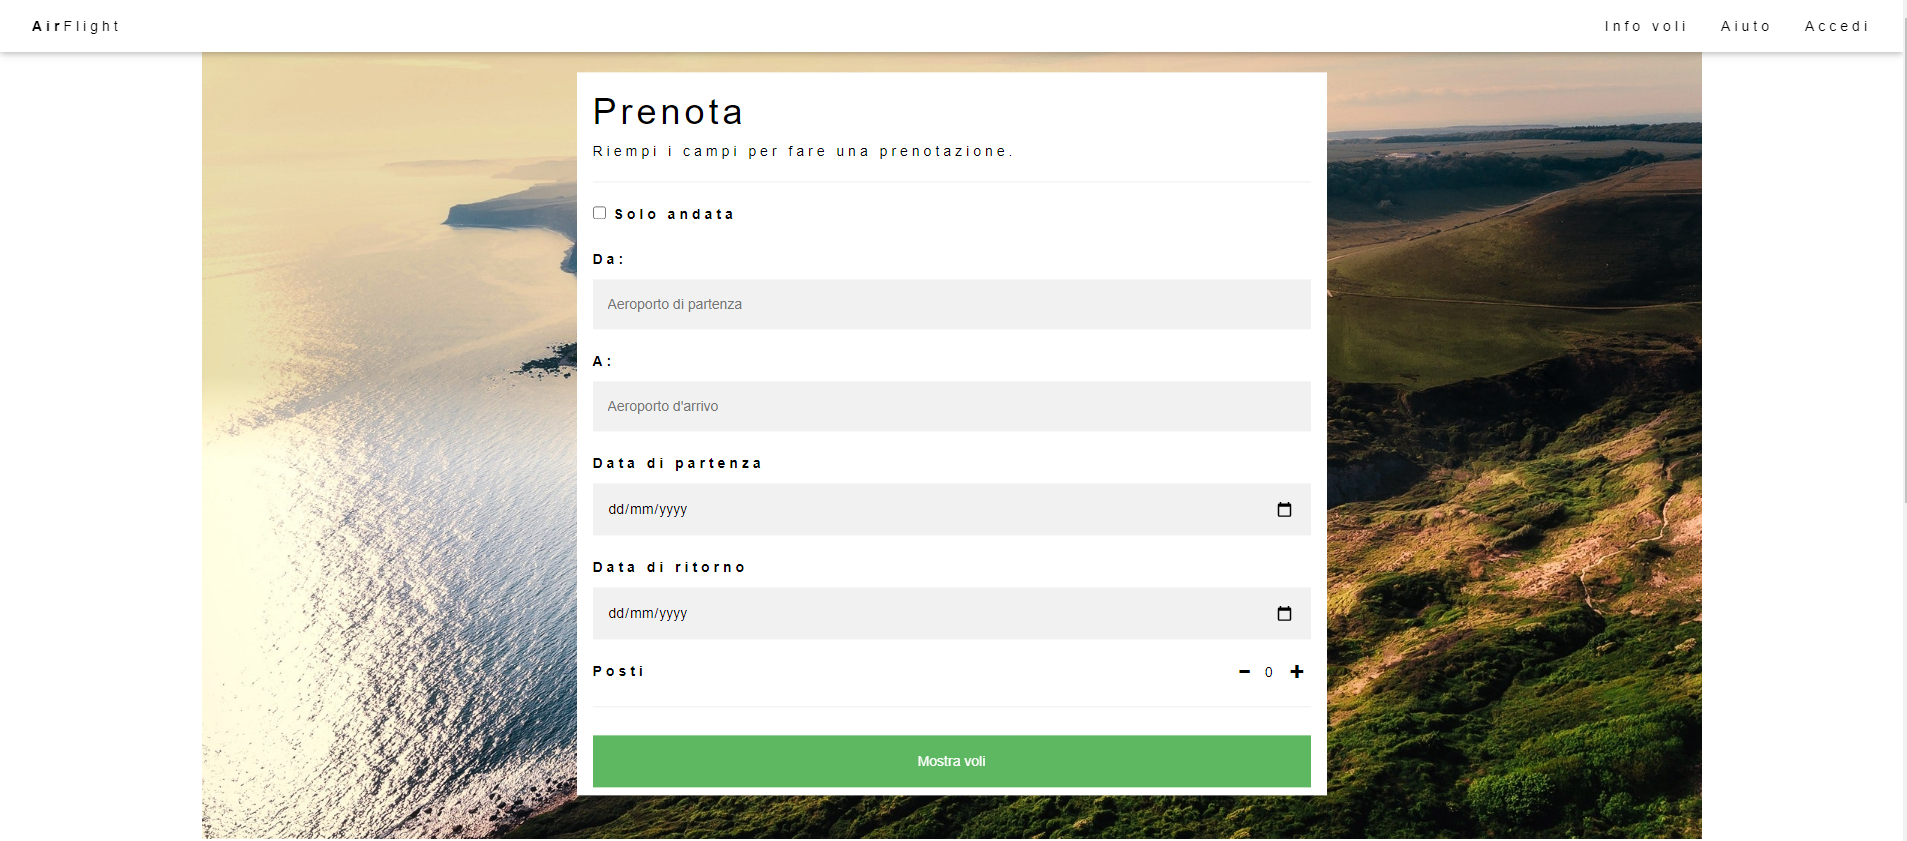 AirFlight
Info voli
Aiuto
Accedi
Prenota
Riempi i campi per fare una prenotazione.
Solo andata
Da:
Aeroporto di partenza
A:
Aeroporto d'arrivo
Data di partenza
dd/mm/yyyy
Data di ritorno
dd/mm/yyyy
Posti
0
Mostra voli